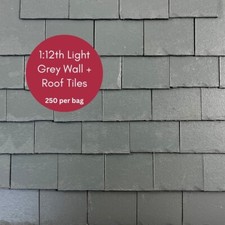 1:12th Light
Grey Wall +
Roof Tiles
250 per bag